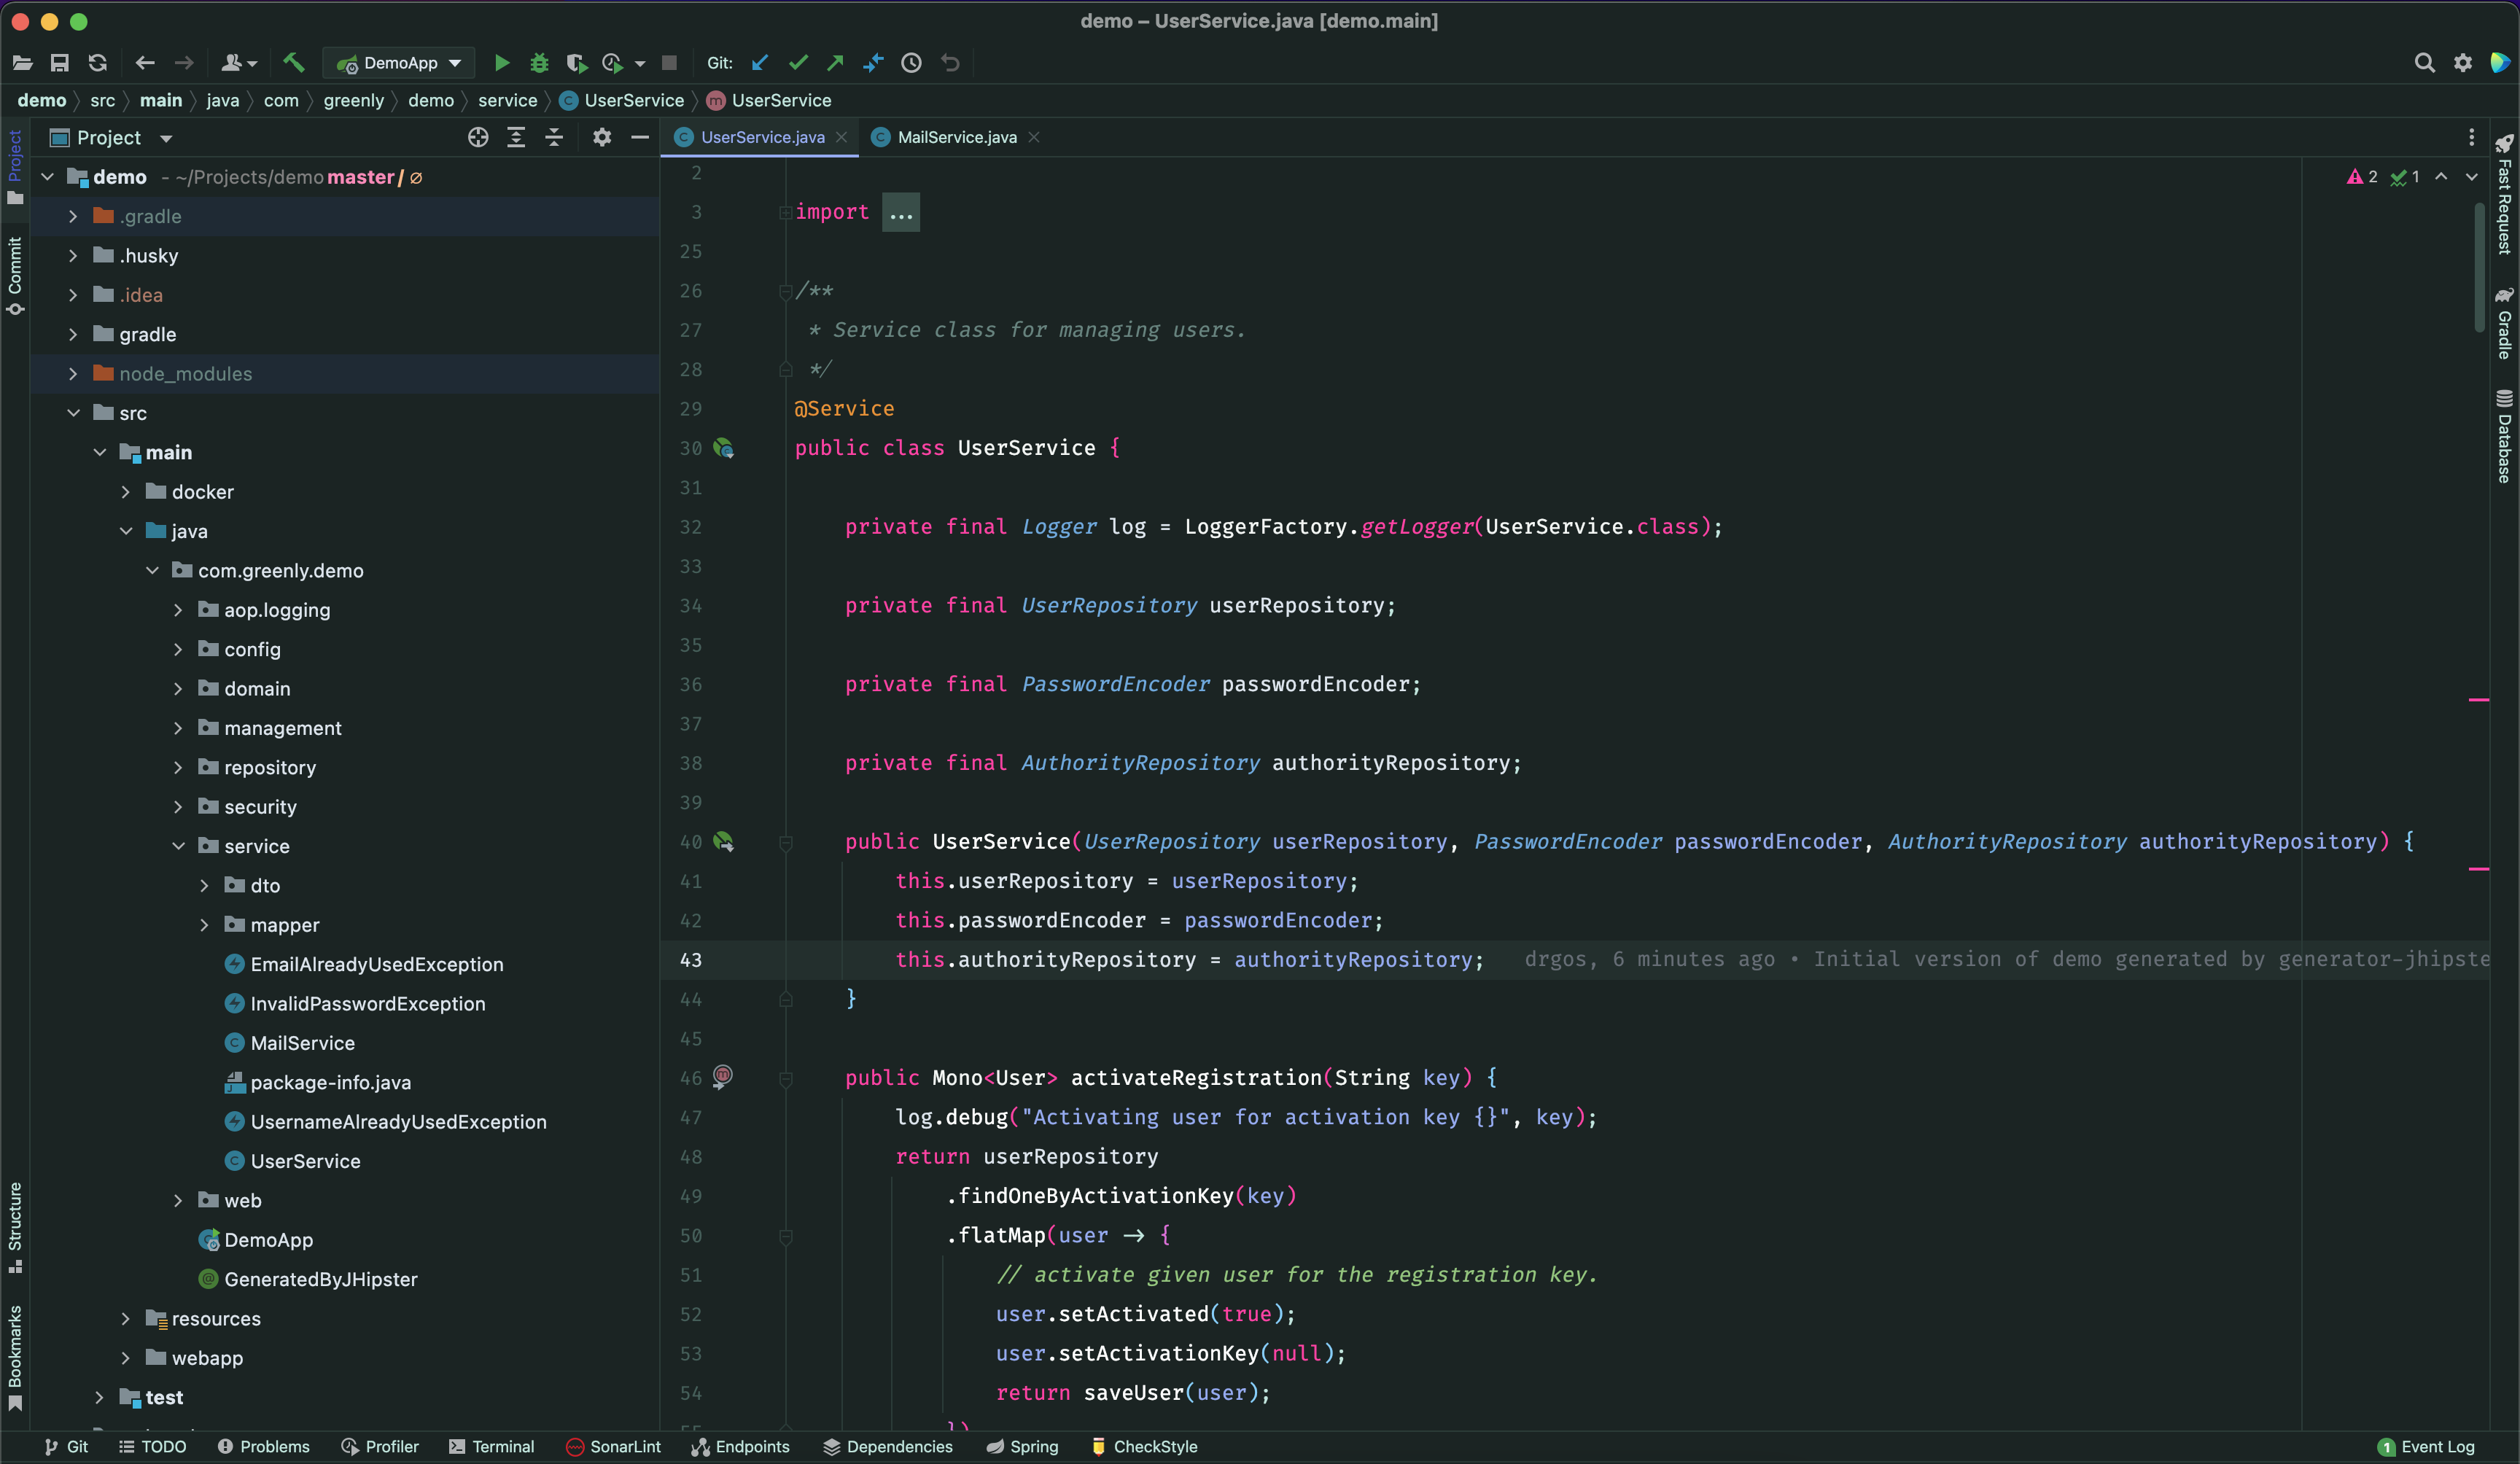 demo – UserService.java [demo.main]
DemoApp
Git:
demo src main java com greenly demo service UserService UserService
Project
Commit
Structure
Bookmarks
Project
demo - ~/Projects/demo master / ∅
.gradle
.husky
.idea
gradle
node_modules
src
main
docker
java
com.greenly.demo
aop.logging
config
domain
management
repository
security
service
dto
mapper
EmailAlreadyUsedException
InvalidPasswordException
MailService
package-info.java
UsernameAlreadyUsedException
UserService
web
DemoApp
GeneratedByJHipster
resources
webapp
test
UserService.java MailService.java
2 1
2
3 import ...
25
26 /**
27 * Service class for managing users.
28 */
29 @Service
30 public class UserService {
31
32 private final Logger log = LoggerFactory.getLogger(UserService.class);
33
34 private final UserRepository userRepository;
35
36 private final PasswordEncoder passwordEncoder;
37
38 private final AuthorityRepository authorityRepository;
39
40 public UserService(UserRepository userRepository, PasswordEncoder passwordEncoder, AuthorityRepository authorityRepository) {
41 this.userRepository = userRepository;
42 this.passwordEncoder = passwordEncoder;
43 this.authorityRepository = authorityRepository; drgos, 6 minutes ago • Initial version of demo generated by generator-jhipste
44 }
45
46 public Mono<User> activateRegistration(String key) {
47 log.debug("Activating user for activation key {}", key);
48 return userRepository
49 .findOneByActivationKey(key)
50 .flatMap(user -> {
51 // activate given user for the registration key.
52 user.setActivated(true);
53 user.setActivationKey(null);
54 return saveUser(user);
55 })
Fast Request
Gradle
Database
Git TODO Problems Profiler Terminal SonarLint Endpoints Dependencies Spring CheckStyle 1 Event Log